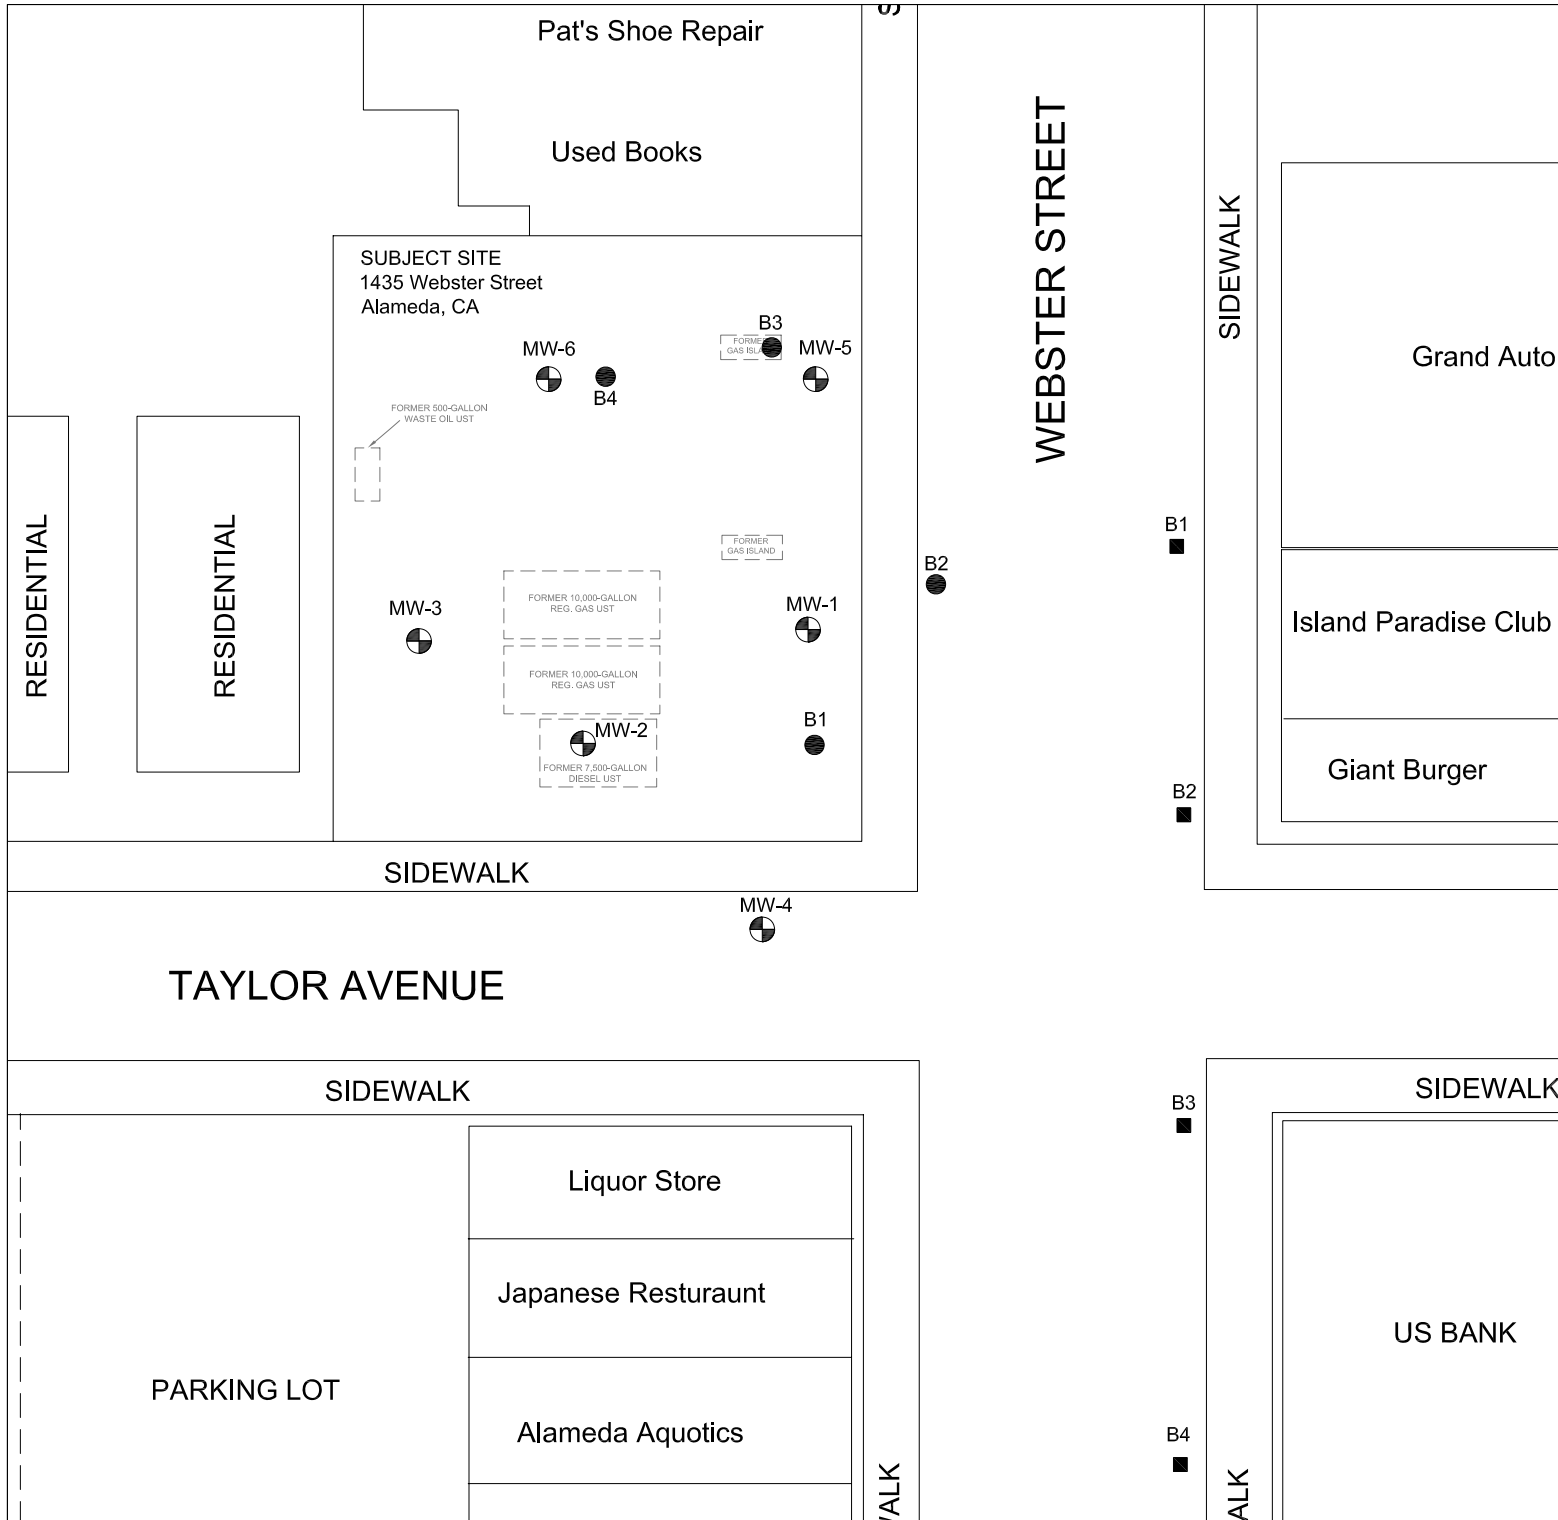 Pat's Shoe Repair
Used Books
WEBSTER STREET
SIDEWALK
SUBJECT SITE
1435 Webster Street
Alameda, CA
B3
FORMER
GAS ISLAND
MW-6
MW-5
B4
Grand Auto
FORMER 500-GALLON
WASTE OIL UST
RESIDENTIAL
RESIDENTIAL
B1
FORMER
GAS ISLAND
B2
FORMER 10,000-GALLON
REG. GAS UST
MW-3
MW-1
Island Paradise Club
FORMER 10,000-GALLON
REG. GAS UST
B1
MW-2
FORMER 7,500-GALLON
DIESEL UST
Giant Burger
B2
SIDEWALK
MW-4
TAYLOR AVENUE
SIDEWALK
SIDEWALK
B3
Liquor Store
Japanese Resturaunt
US BANK
PARKING LOT
Alameda Aquotics
B4